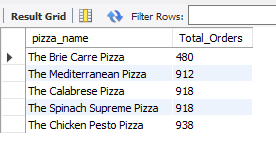 Result Grid Filter Rows:
pizza_name Total_Orders
The Brie Carre Pizza 480
The Mediterranean Pizza 912
The Calabrese Pizza 918
The Spinach Supreme Pizza 918
The Chicken Pesto Pizza 938